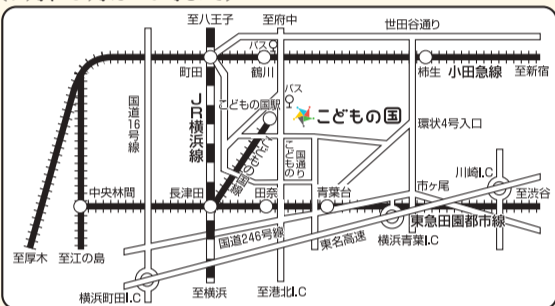 至八王子
至府中
世田谷通り
バス
町田
鶴川
柿生
小田急線
至新宿
国道16号線
JR横浜線
こどもの国駅
バス
こどもの国
こどもの国線
こどもの国通り
環状4号入口
川崎I.C
中央林間
長津田
田奈
青葉台
市ヶ尾
至渋谷
東急田園都市線
国道246号線
東名高速
横浜青葉I.C
至厚木
至江の島
横浜町田I.C
至横浜
至港北I.C